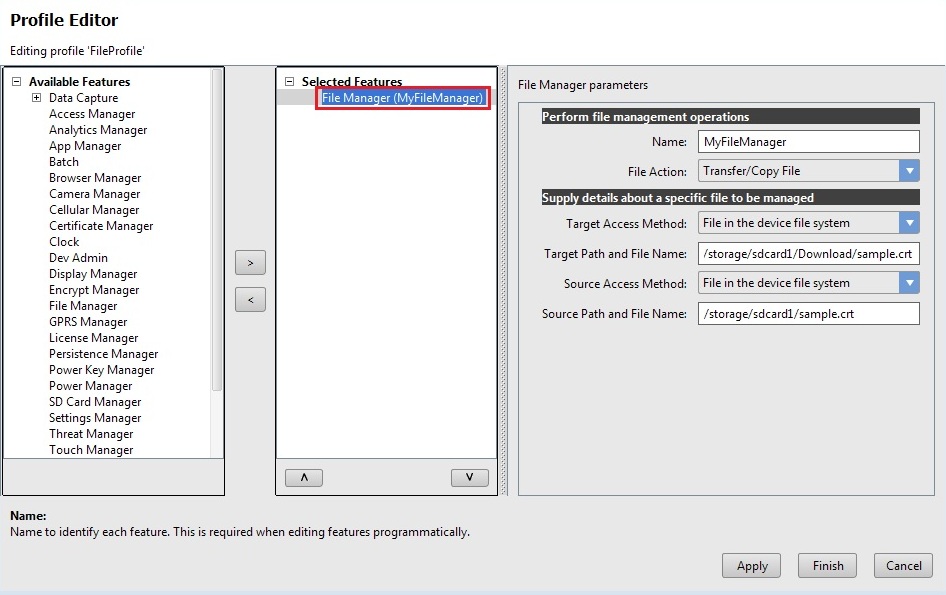 Profile Editor
Editing profile 'FileProfile'
Available Features
Data Capture
Access Manager
Analytics Manager
App Manager
Batch
Browser Manager
Camera Manager
Cellular Manager
Certificate Manager
Clock
Dev Admin
Display Manager
Encrypt Manager
File Manager
GPRS Manager
License Manager
Persistence Manager
Power Key Manager
Power Manager
SD Card Manager
Settings Manager
Threat Manager
Touch Manager
>
<
Selected Features
File Manager (MyFileManager)
File Manager parameters
Perform file management operations
Name: MyFileManager
File Action: Transfer/Copy File
Supply details about a specific file to be managed
Target Access Method: File in the device file system
Target Path and File Name: /storage/sdcard1/Download/sample.crt
Source Access Method: File in the device file system
Source Path and File Name: /storage/sdcard1/sample.crt
Name:
Name to identify each feature. This is required when editing features programmatically.
Apply Finish Cancel